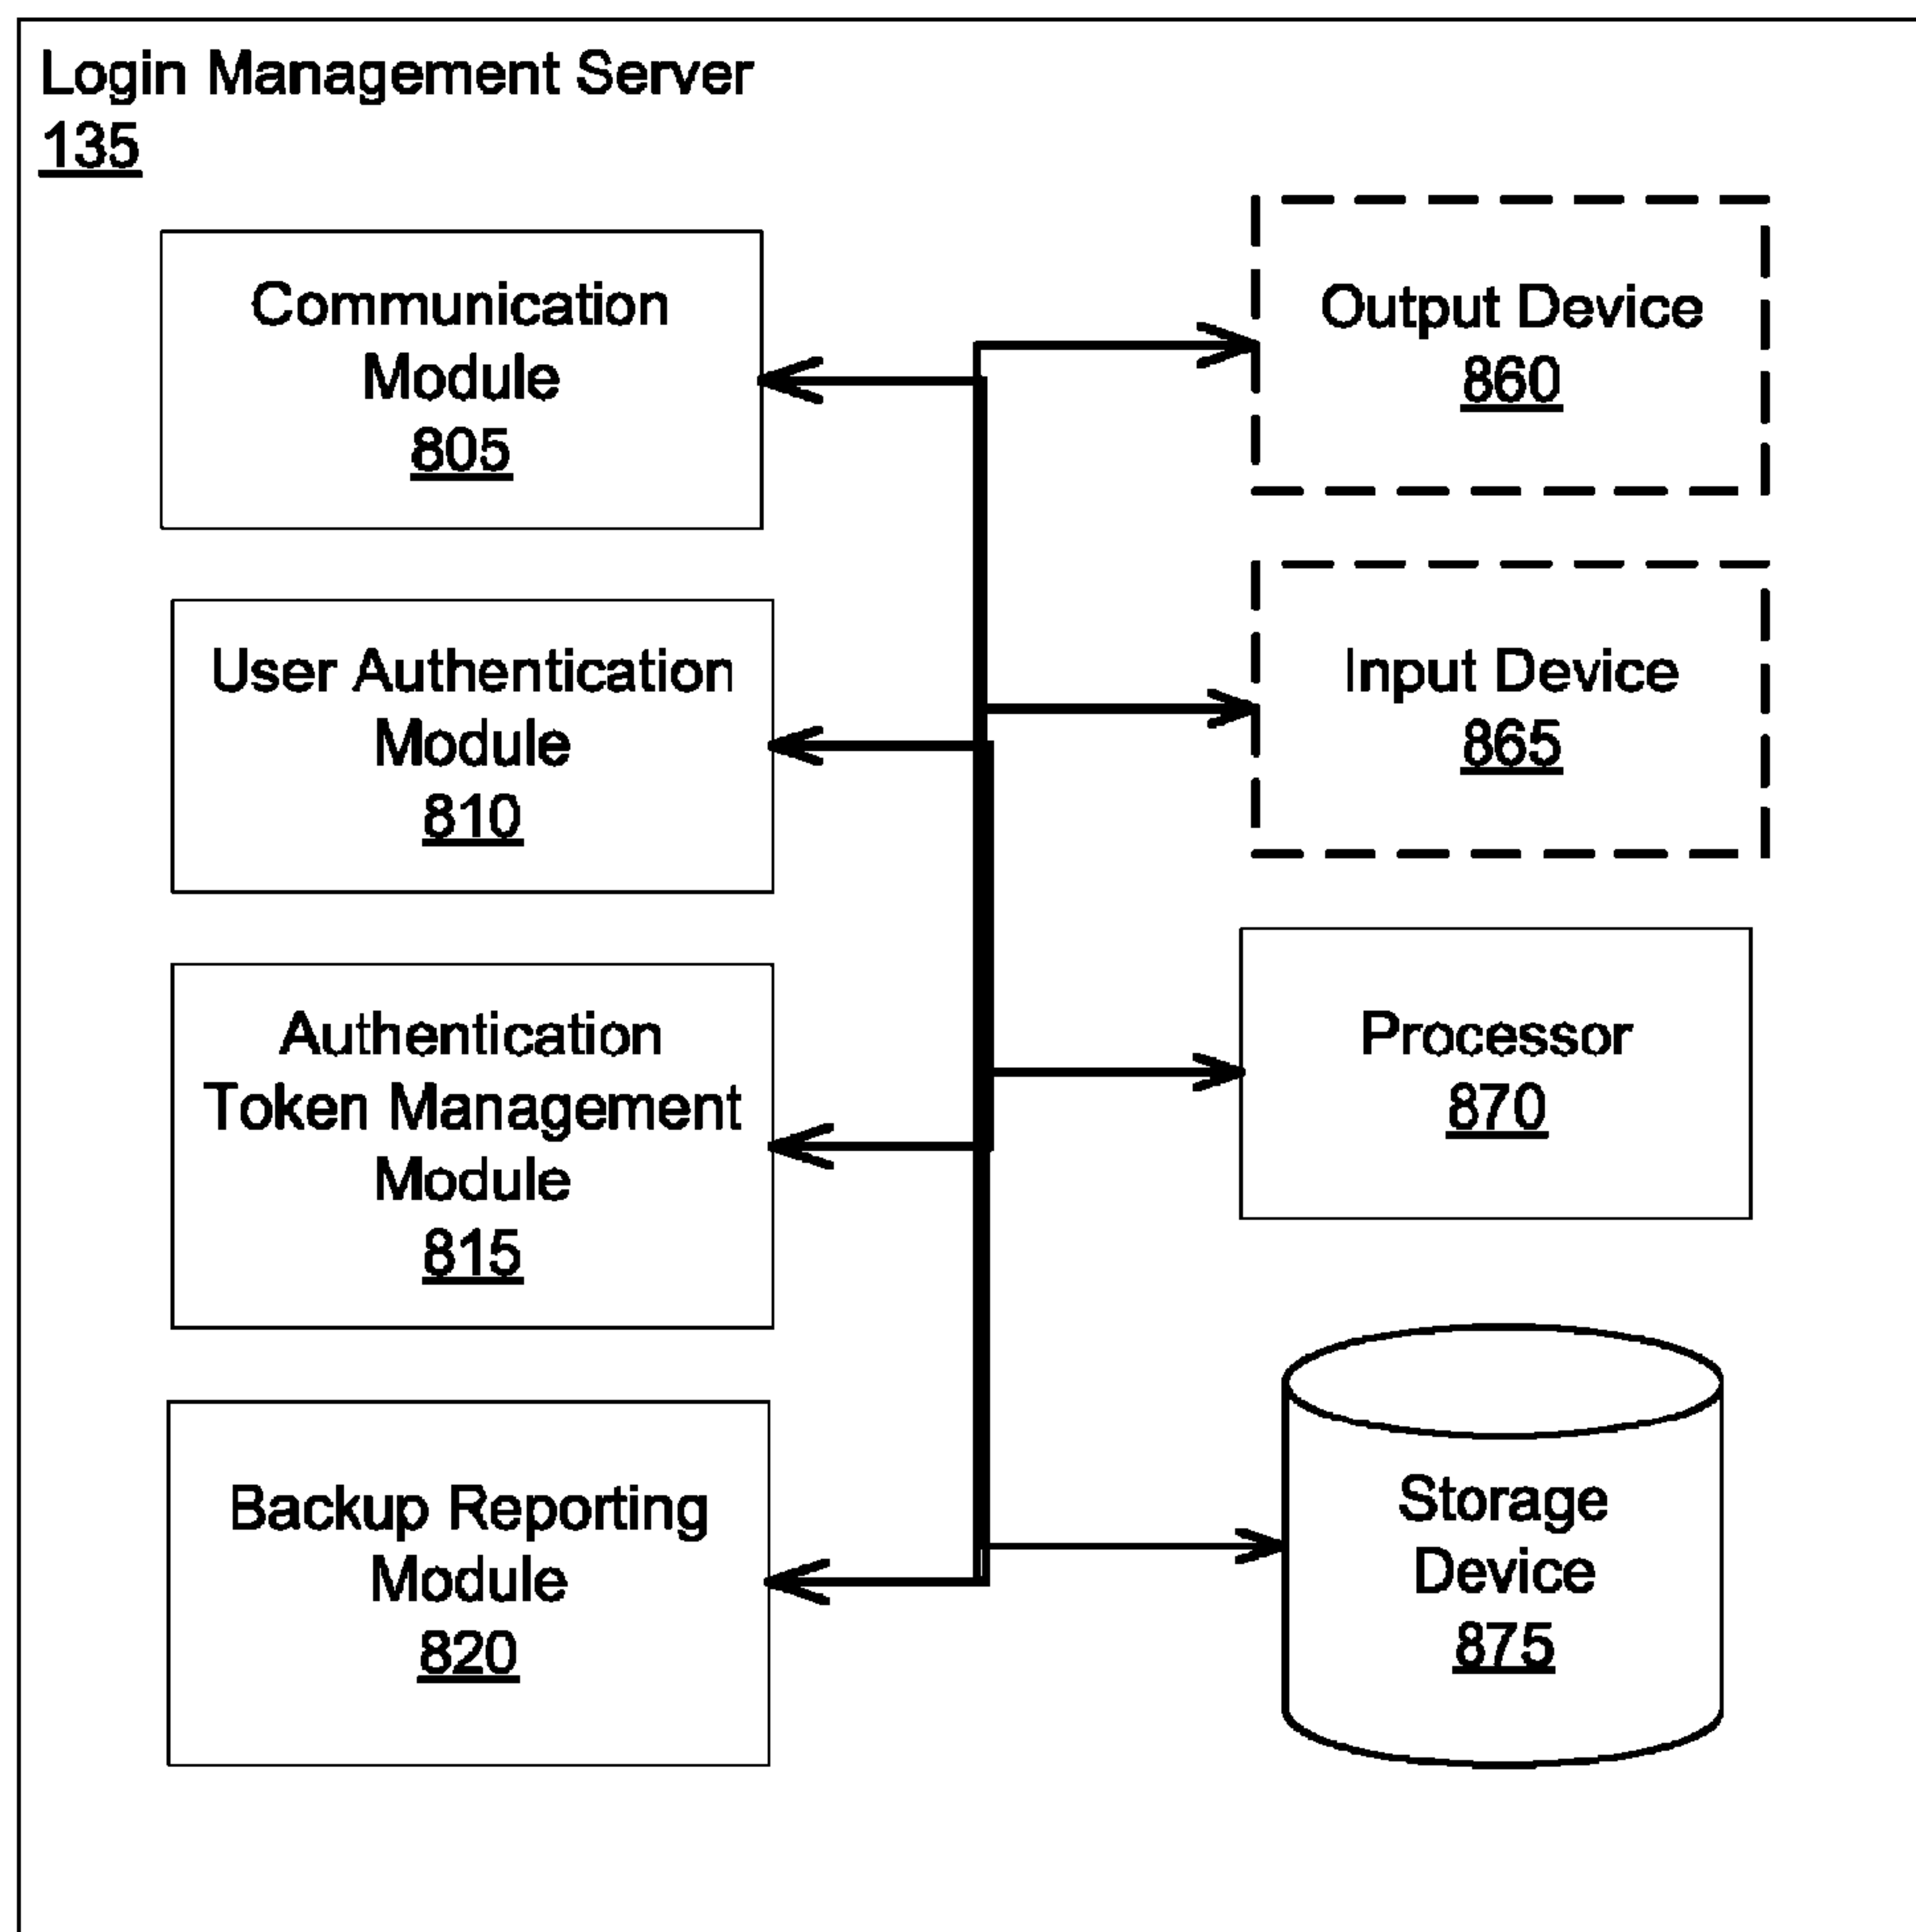 Login Management Server
135
Communication
Module
805
User Authentication
Module
810
Authentication
Token Management
Module
815
Backup Reporting
Module
820
Output Device
860
Input Device
865
Processor
870
Storage
Device
875